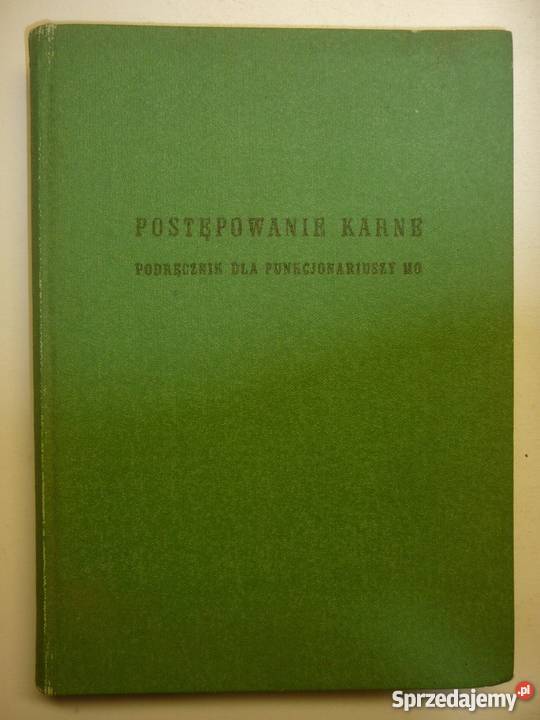 POSTĘPOWANIE KARNE
PODRĘCZNIK DLA FUNKCJONARIUSZY MO
Sprzedajemy.pl